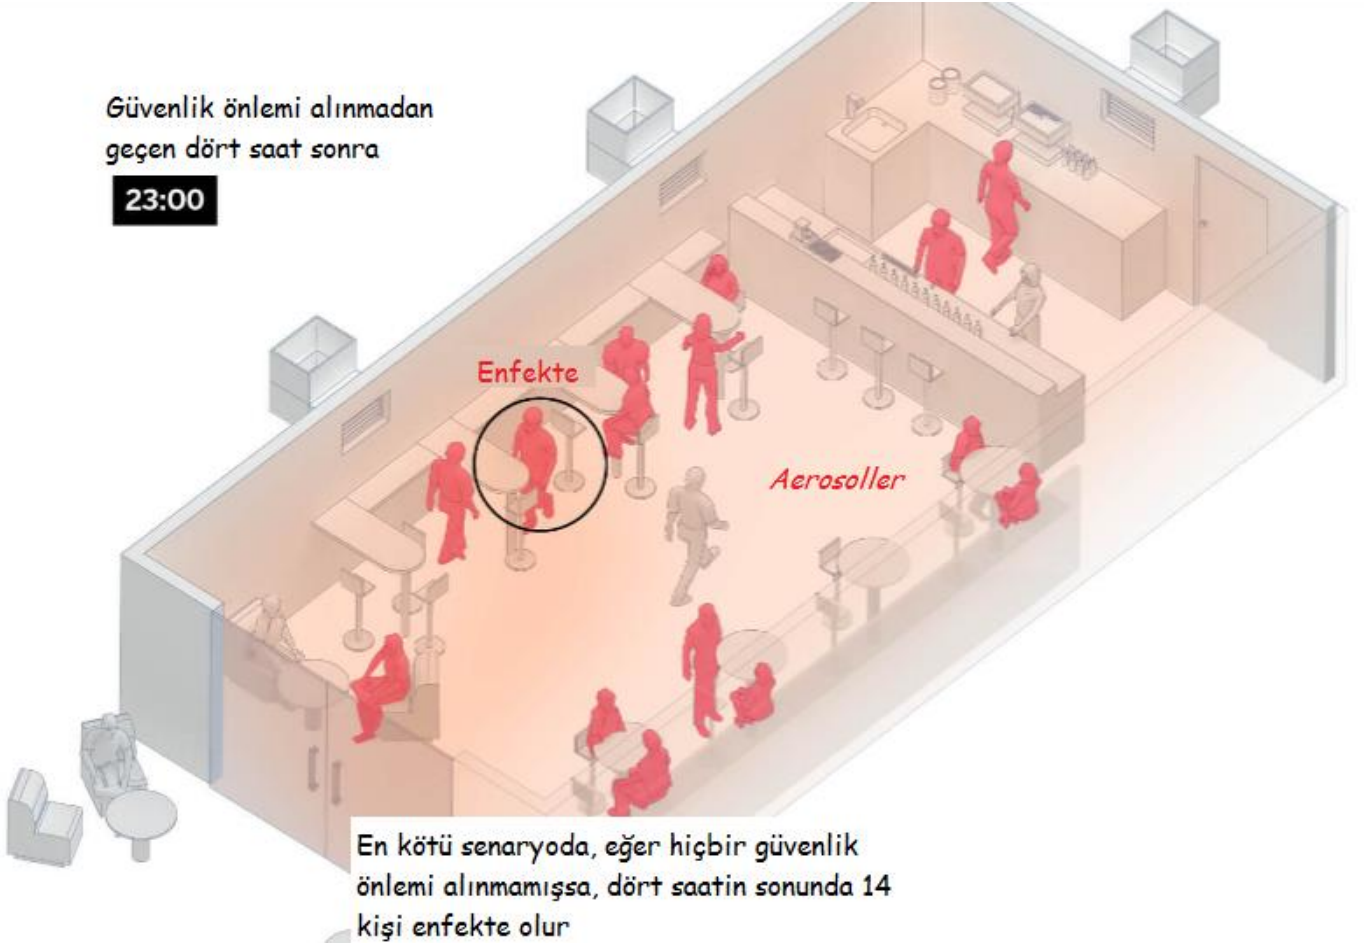 Güvenlik önlemi alınmadan
geçen dört saat sonra
23:00
Enfekte
Aerosoller
En kötü senaryoda, eğer hiçbir güvenlik
önlemi alınmamışsa, dört saatin sonunda 14
kişi enfekte olur